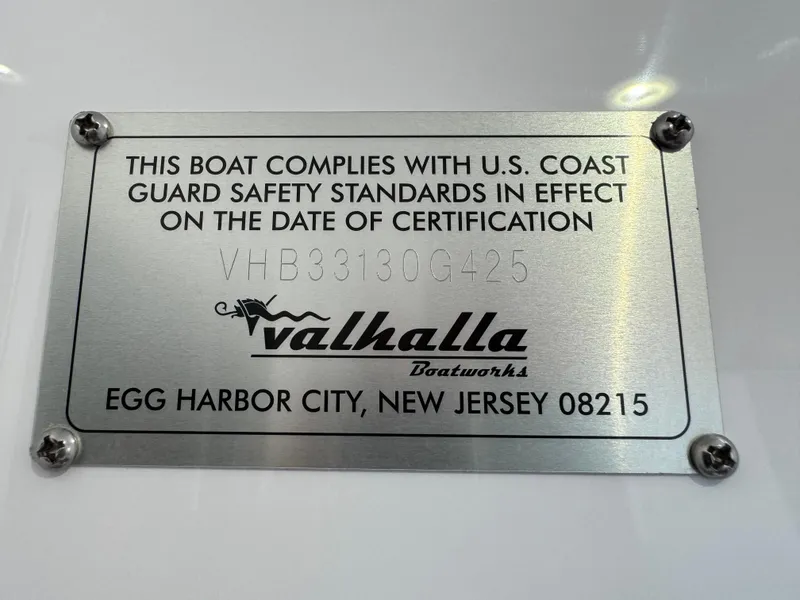 THIS BOAT COMPLIES WITH U.S. COAST
GUARD SAFETY STANDARDS IN EFFECT
ON THE DATE OF CERTIFICATION
VHB33130G425
valhalla
Boatworks
EGG HARBOR CITY, NEW JERSEY 08215